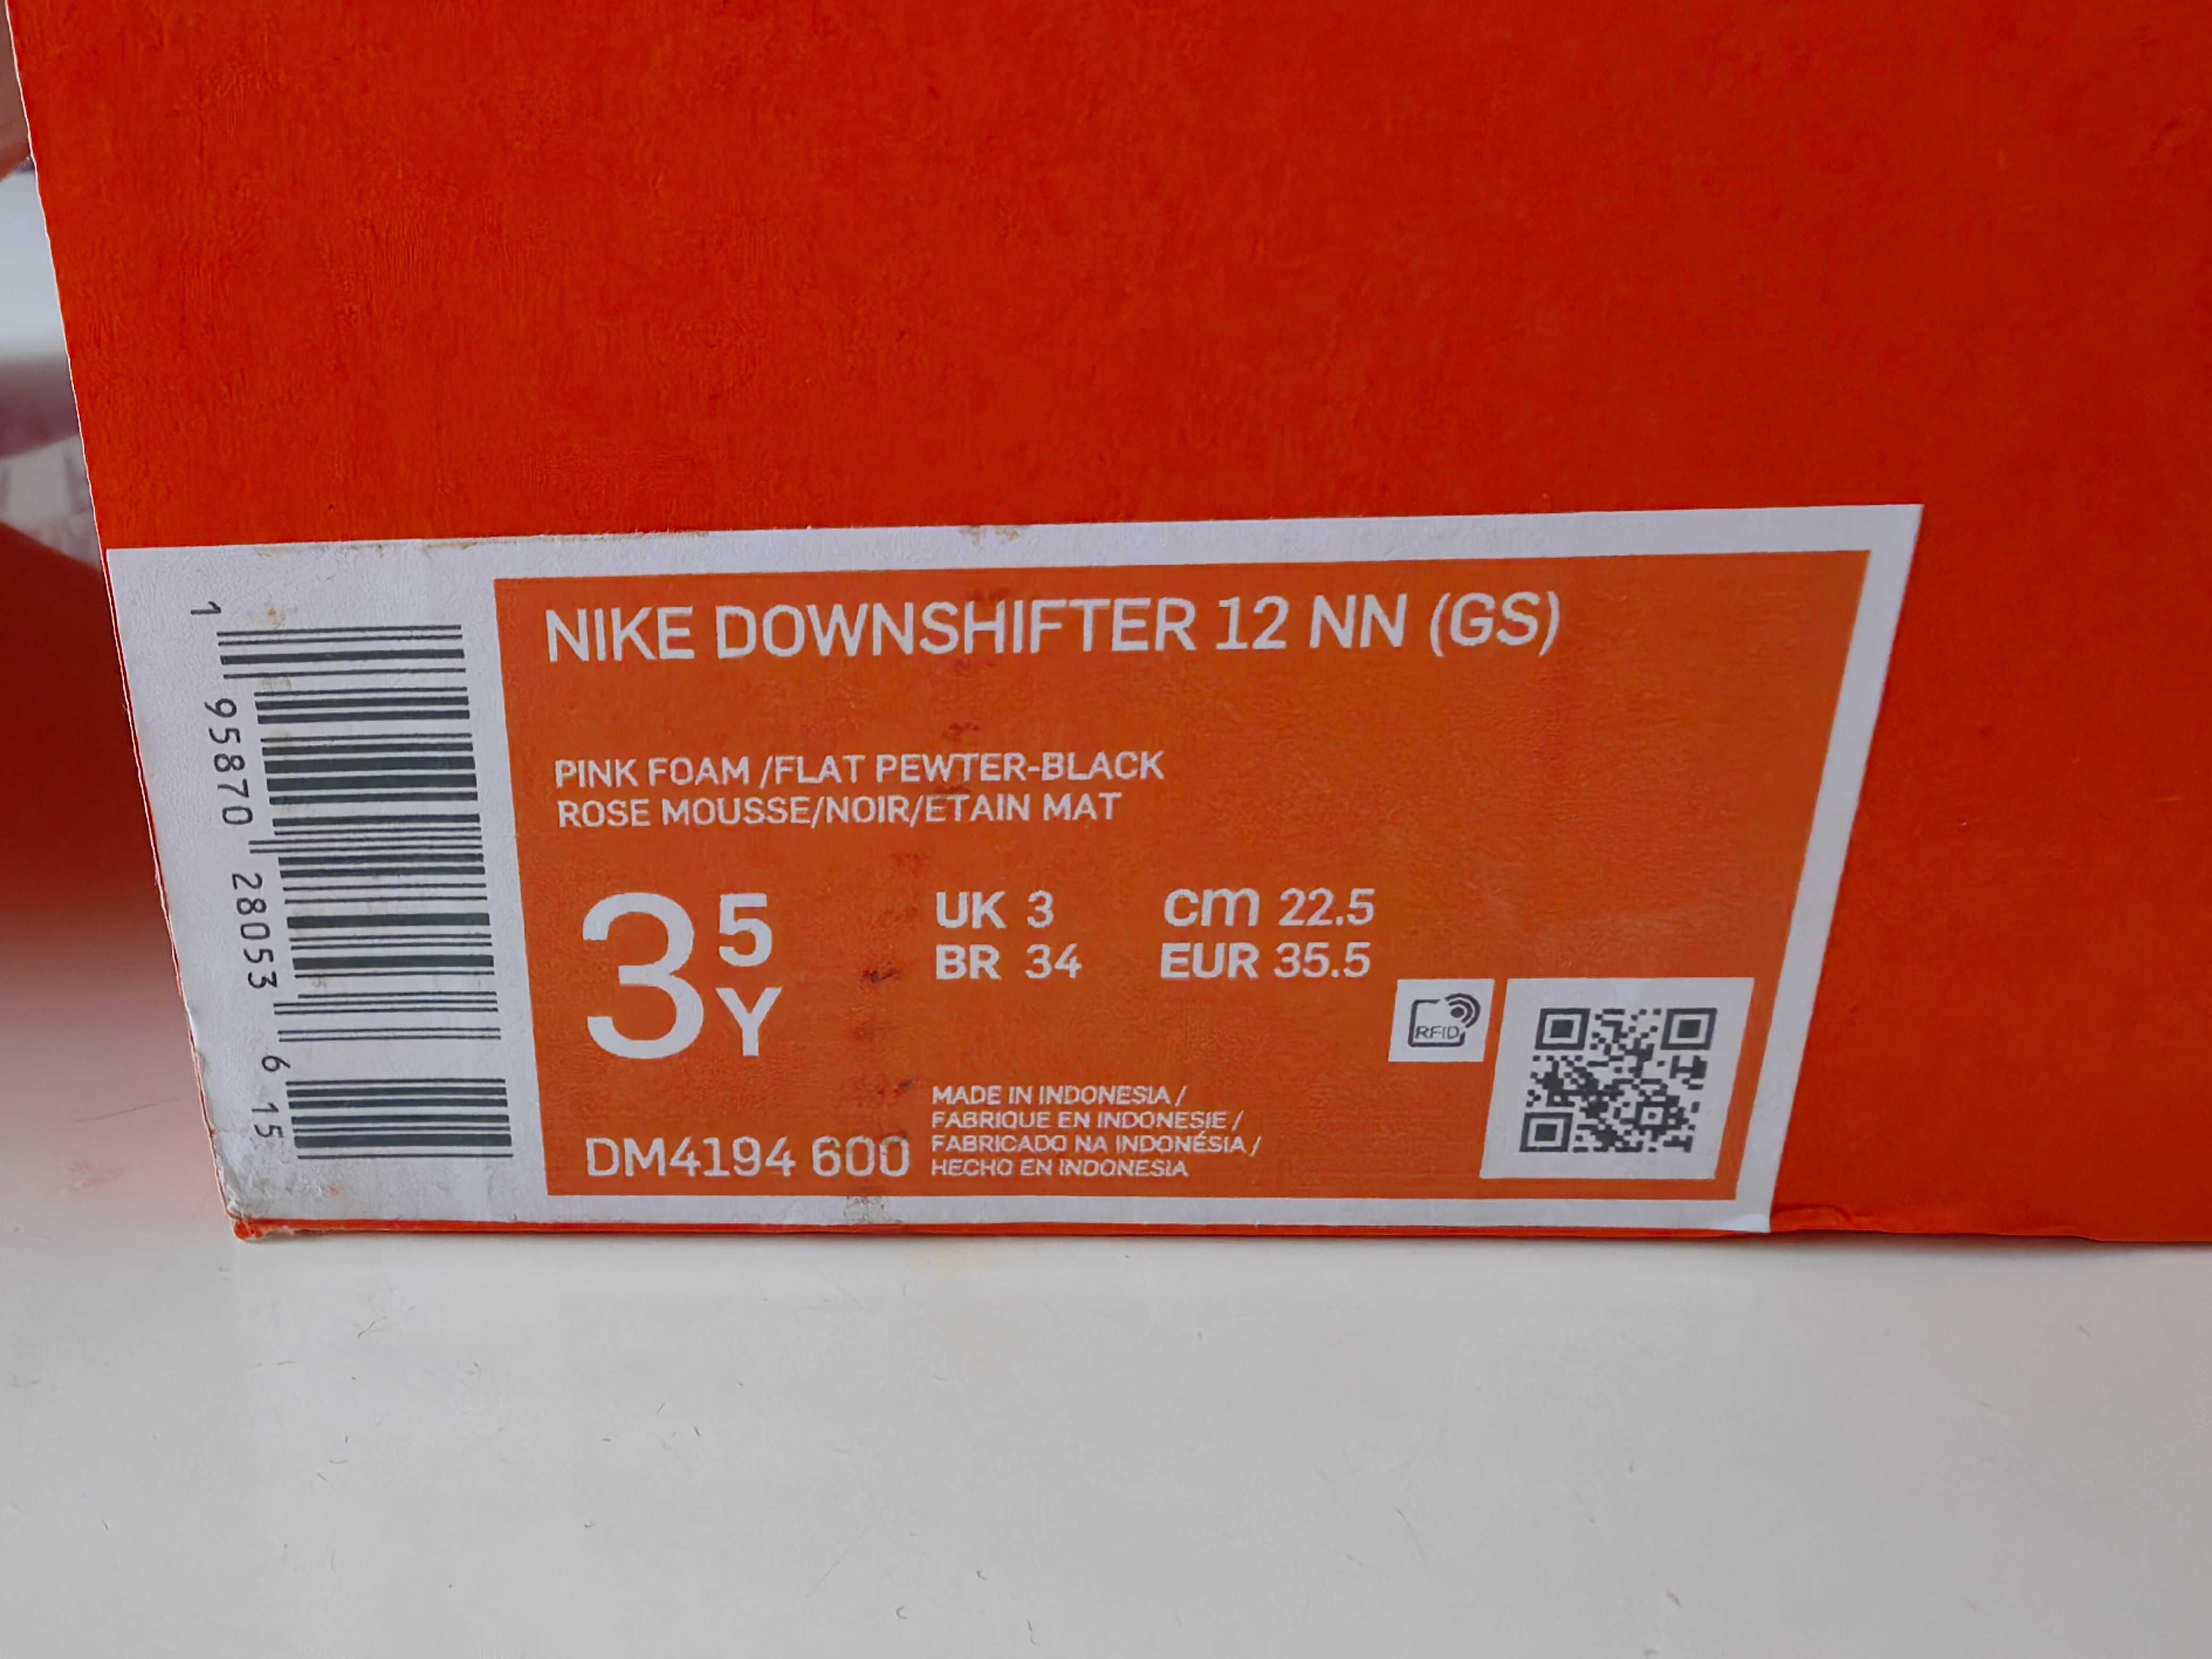 NIKE DOWNSHIFTER 12 NN (GS)
PINK FOAM /FLAT PEWTER-BLACK
ROSE MOUSSE/NOIR/ETAIN MAT
3 5 Y
UK 3 cm 22.5
BR 34 EUR 35.5
RFID
MADE IN INDONESIA /
FABRIQUE EN INDONESIE /
FABRICADO NA INDONÉSIA /
HECHO EN INDONESIA
DM4194 600
1 95870 28053 6 15